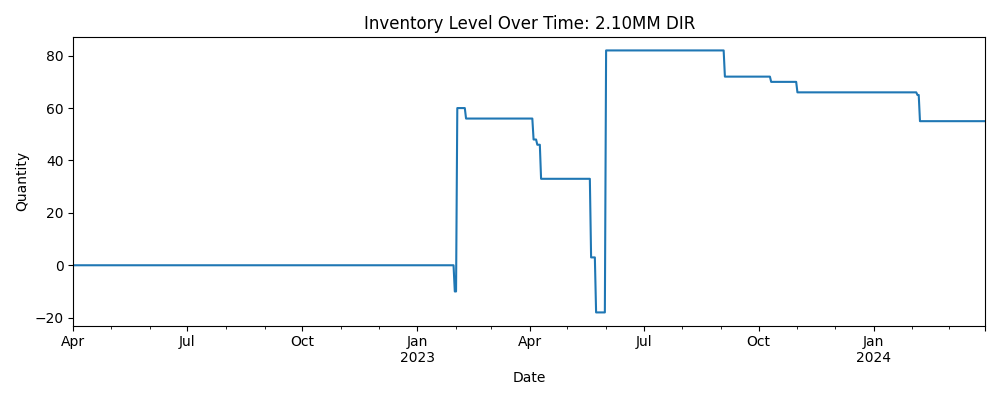 Inventory Level Over Time: 2.10MM DIR
Quantity
80
60
40
20
0
−20
Apr Jul Oct Jan Apr Jul Oct Jan
2023 2024
Date